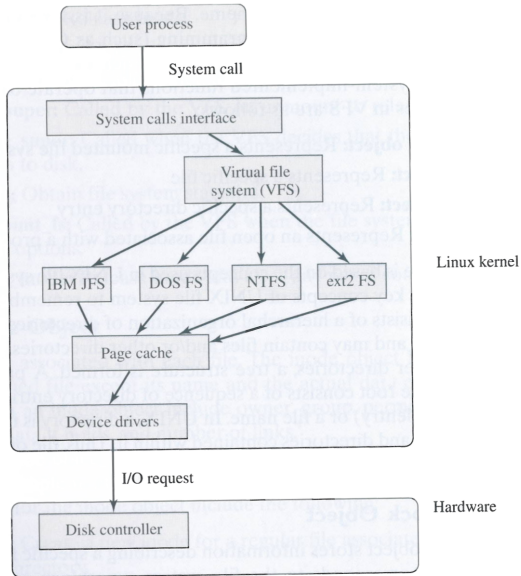 User process
System call
System calls interface
Virtual file
system (VFS)
Linux kernel
IBM JFS
DOS FS
NTFS
ext2 FS
Page cache
Device drivers
I/O request
Hardware
Disk controller